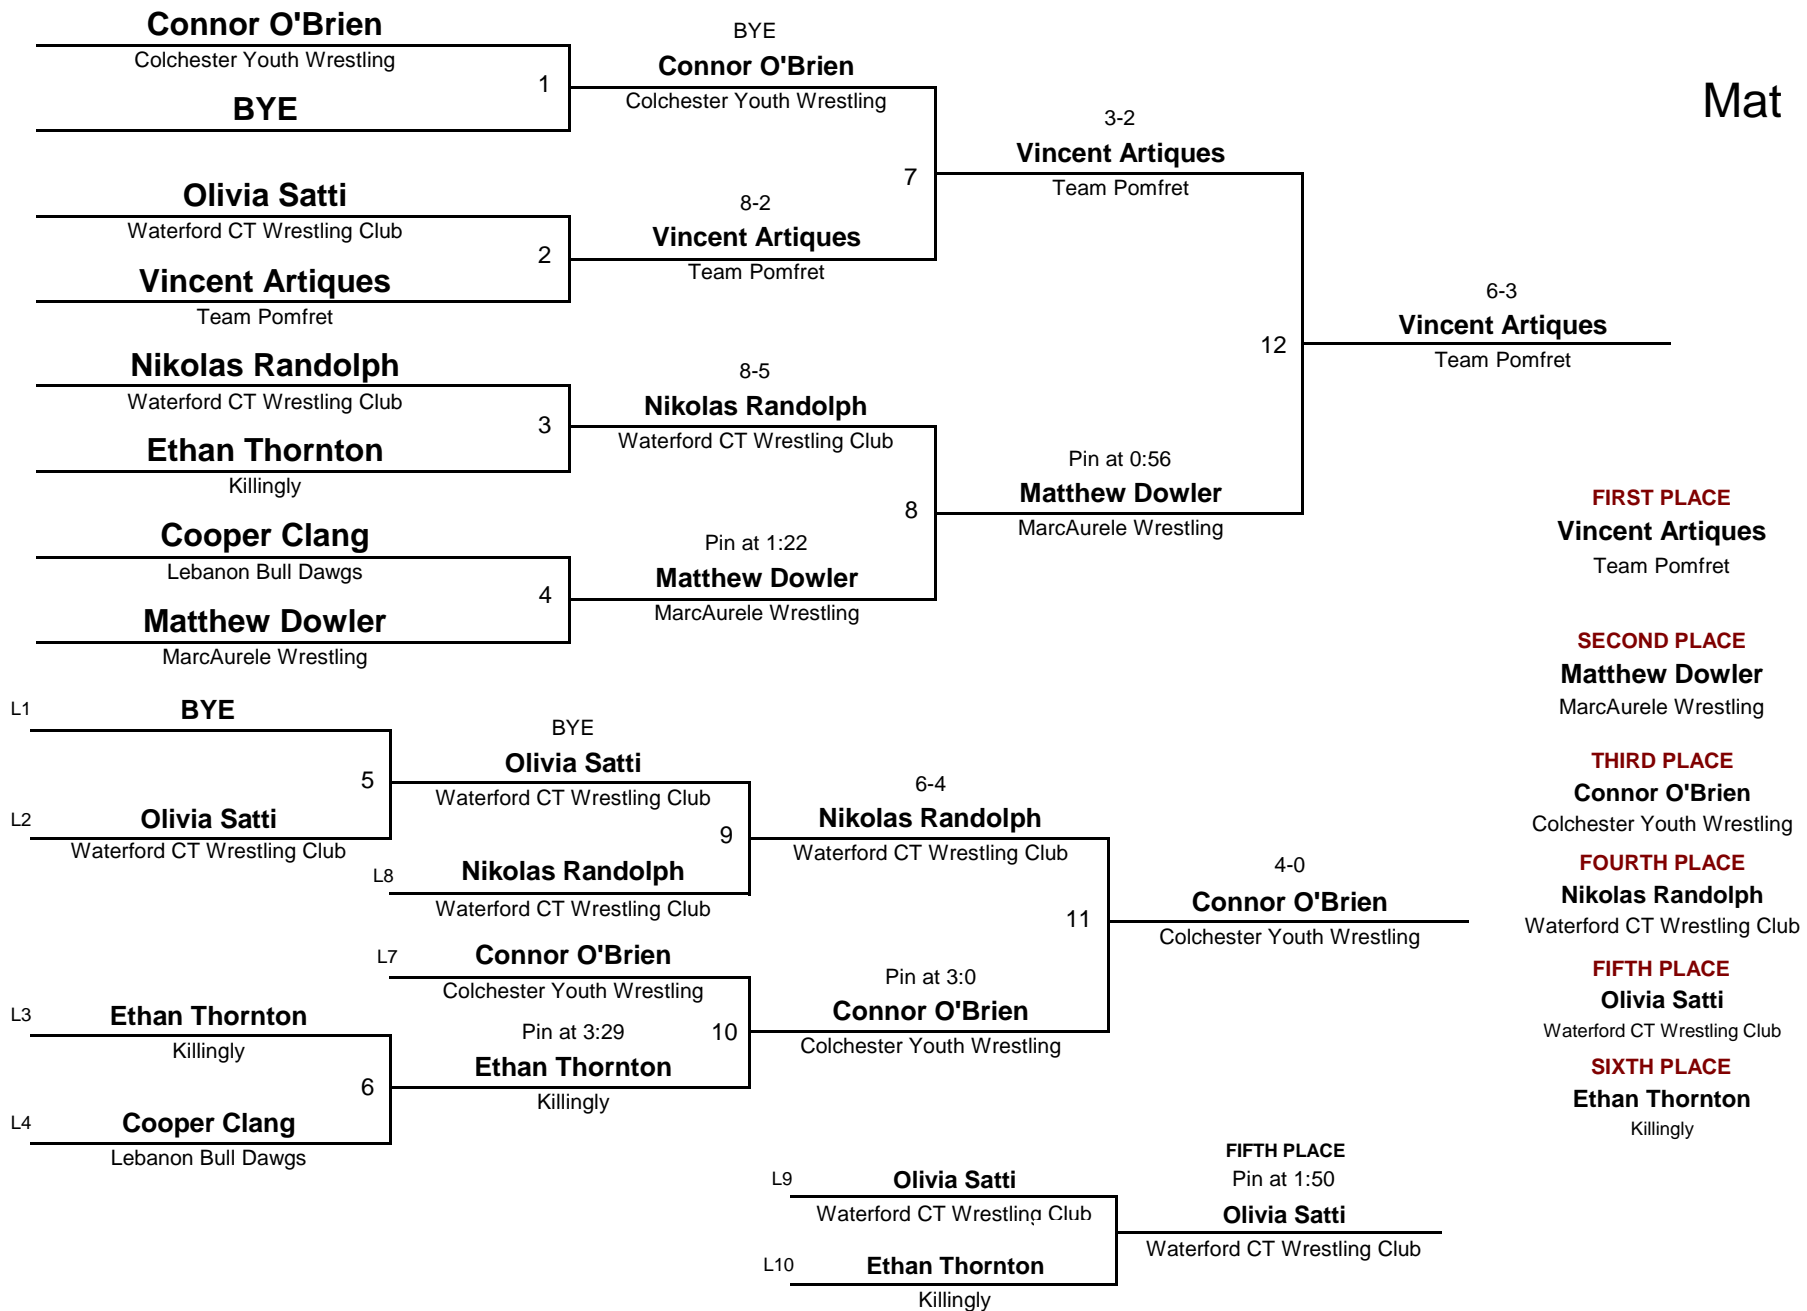 Connor O'Brien
Colchester Youth Wrestling
1
BYE
Olivia Satti
Waterford CT Wrestling Club
2
Vincent Artiques
Team Pomfret
Nikolas Randolph
Waterford CT Wrestling Club
3
Ethan Thornton
Killingly
Cooper Clang
Lebanon Bull Dawgs
4
Matthew Dowler
MarcAurele Wrestling
BYE
Connor O'Brien
Colchester Youth Wrestling
7
8-2
Vincent Artiques
Team Pomfret
8-5
Nikolas Randolph
Waterford CT Wrestling Club
8
Pin at 1:22
Matthew Dowler
MarcAurele Wrestling
3-2
Vincent Artiques
Team Pomfret
12
Pin at 0:56
Matthew Dowler
MarcAurele Wrestling
6-3
Vincent Artiques
Team Pomfret
Mat
L1
BYE
5
L2
Olivia Satti
Waterford CT Wrestling Club
L3
Ethan Thornton
Killingly
6
L4
Cooper Clang
Lebanon Bull Dawgs
BYE
Olivia Satti
Waterford CT Wrestling Club
9
L8
Nikolas Randolph
Waterford CT Wrestling Club
L7
Connor O'Brien
Colchester Youth Wrestling
10
Pin at 3:29
Ethan Thornton
Killingly
6-4
Nikolas Randolph
Waterford CT Wrestling Club
11
Pin at 3:0
Connor O'Brien
Colchester Youth Wrestling
4-0
Connor O'Brien
Colchester Youth Wrestling
L9
Olivia Satti
Waterford CT Wrestling Club
L10
Ethan Thornton
Killingly
FIFTH PLACE
Pin at 1:50
Olivia Satti
Waterford CT Wrestling Club
FIRST PLACE
Vincent Artiques
Team Pomfret
SECOND PLACE
Matthew Dowler
MarcAurele Wrestling
THIRD PLACE
Connor O'Brien
Colchester Youth Wrestling
FOURTH PLACE
Nikolas Randolph
Waterford CT Wrestling Club
FIFTH PLACE
Olivia Satti
Waterford CT Wrestling Club
SIXTH PLACE
Ethan Thornton
Killingly